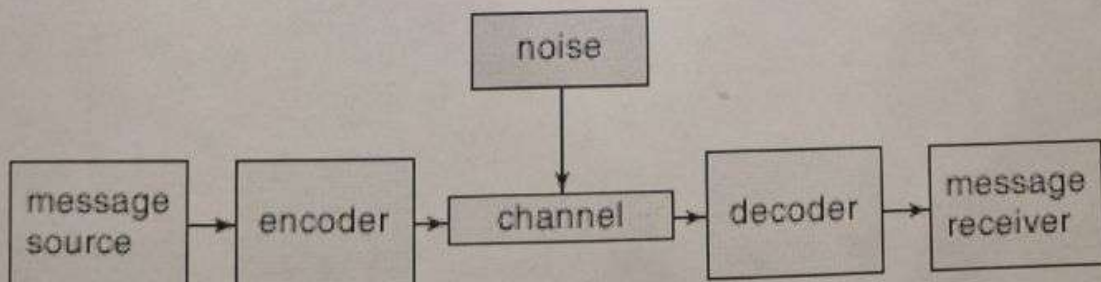 noise
message
source
encoder
channel
decoder
message
receiver